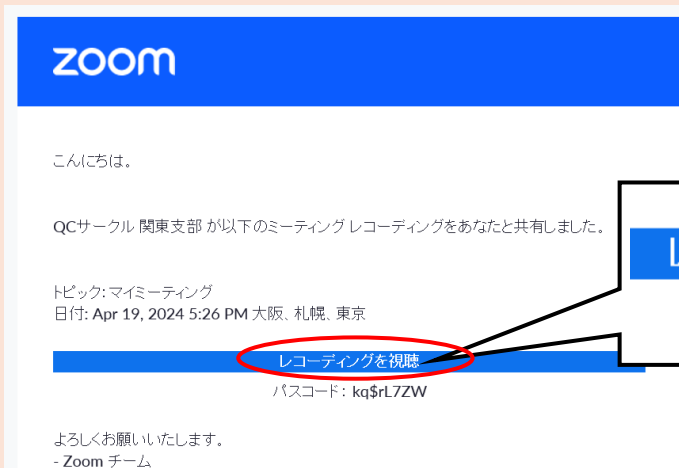 zoom
こんにちは。
QCサークル 関東支部 が以下のミーティング レコーディングをあなたと共有しました。
トピック: マイミーティング
日付: Apr 19, 2024 5:26 PM 大阪、札幌、東京
レコーディングを視聴
パスコード: kq$rL7ZW
よろしくお願いいたします。
- Zoom チーム